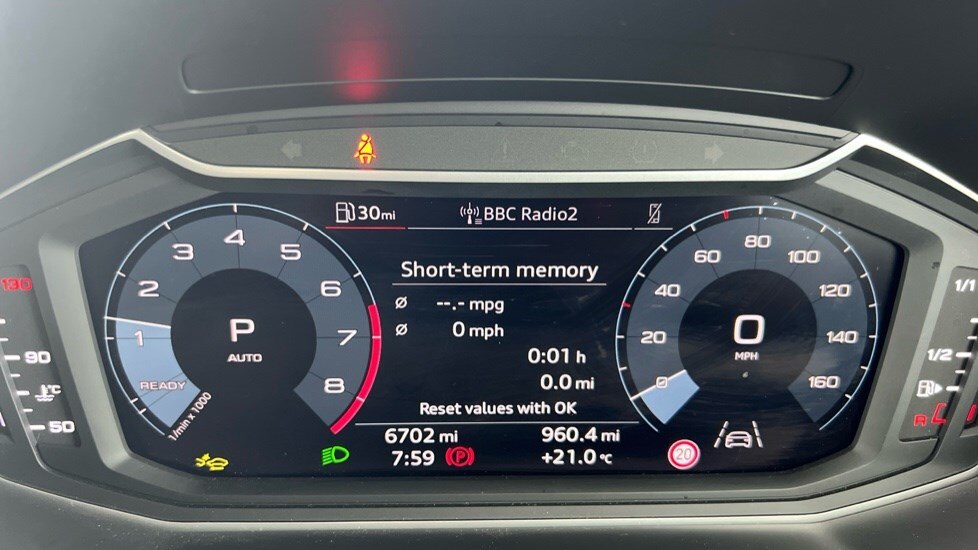 30mi BBC Radio2
4
3 5
2 6
1 7
READY 8
1/min x 1000
P
AUTO
Short-term memory
ø --.- mpg
ø 0 mph
0:01 h
0.0 mi
Reset values with OK
6702 mi 960.4 mi
7:59 (P) +21.0 °C
80
60 100
40 120
20 140
0 160
0
MPH
20
130
90
°C
50
1/1
1/2
R